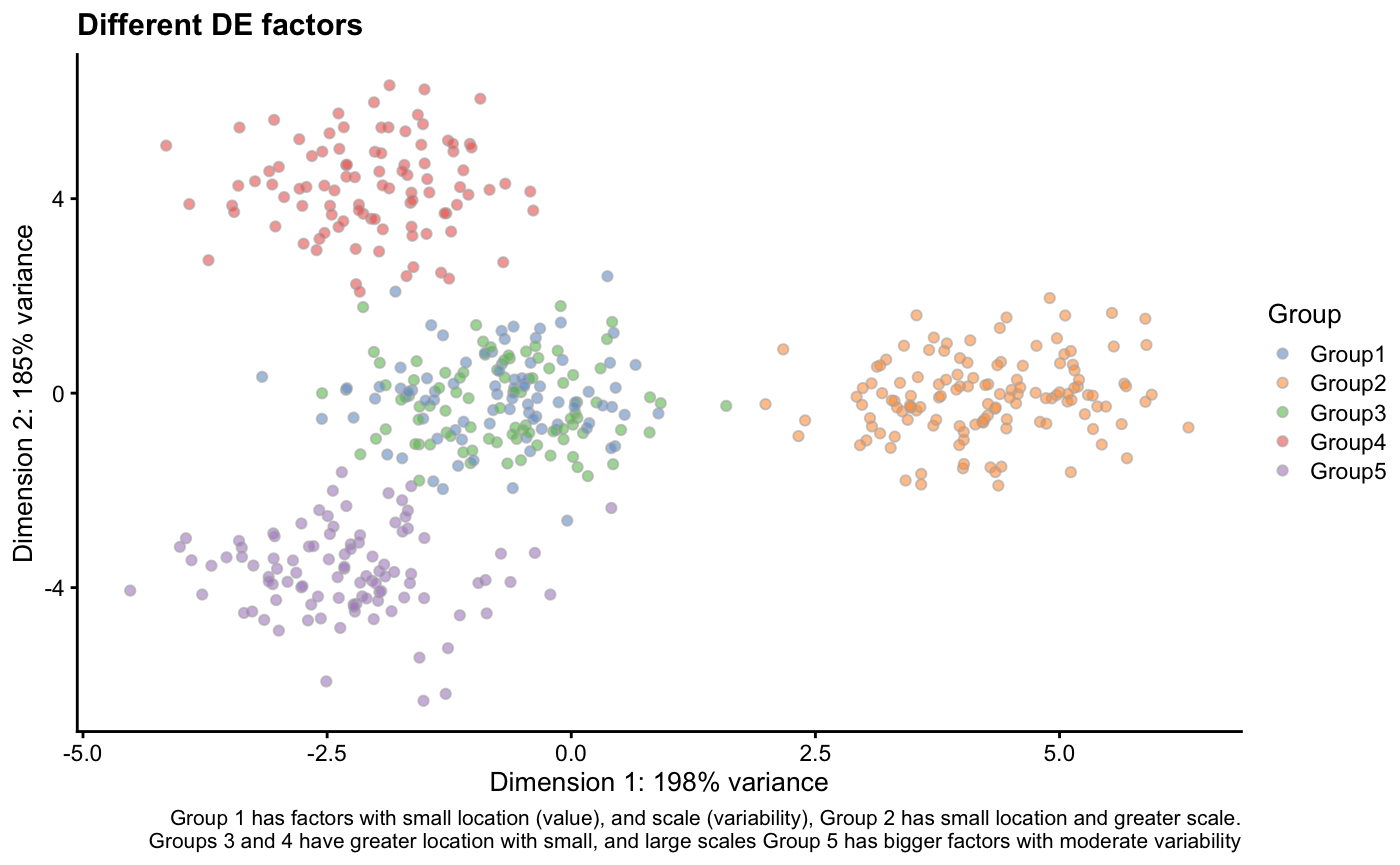 Different DE factors
4
0
-4
Dimension 2: 185% variance
-5.0
-2.5
0.0
2.5
5.0
Dimension 1: 198% variance
Group
Group1
Group2
Group3
Group4
Group5
Group 1 has factors with small location (value), and scale (variability), Group 2 has small location and greater scale.
Groups 3 and 4 have greater location with small, and large scales Group 5 has bigger factors with moderate variability